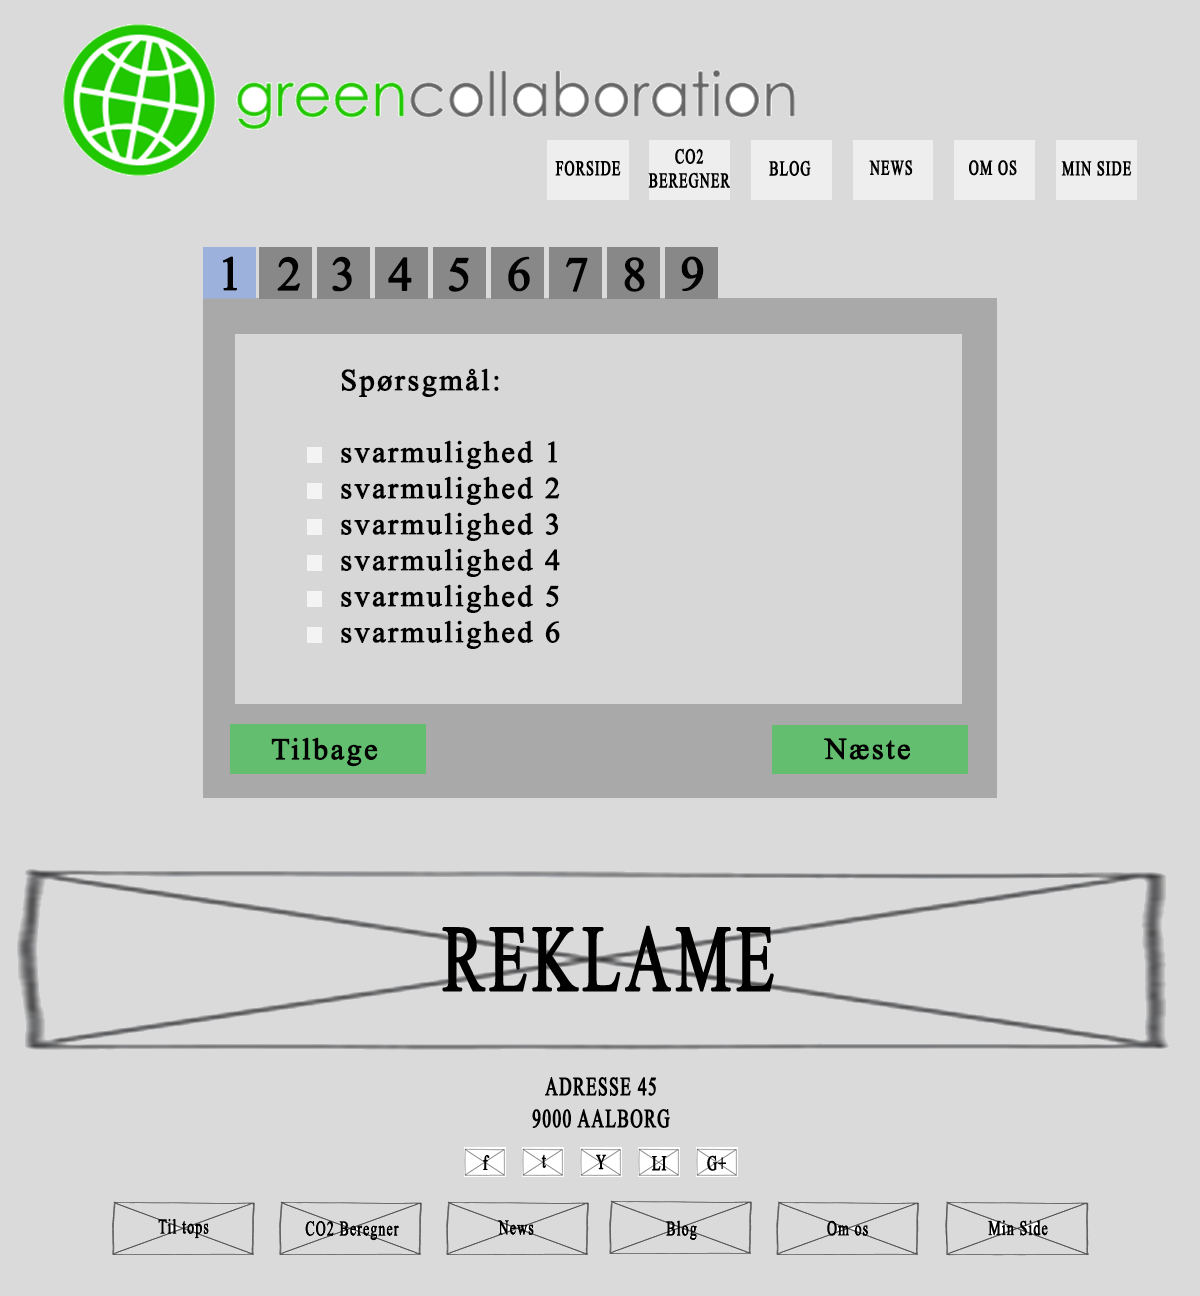 greencollaboration
FORSIDE
CO2
BEREGNER
BLOG
NEWS
OM OS
MIN SIDE
1 2 3 4 5 6 7 8 9
Spørsgmål:
svarmulighed 1
svarmulighed 2
svarmulighed 3
svarmulighed 4
svarmulighed 5
svarmulighed 6
Tilbage
Næste
REKLAME
ADRESSE 45
9000 AALBORG
f t Y LI G+
Til tops
CO2 Beregner
News
Blog
Om os
Min Side